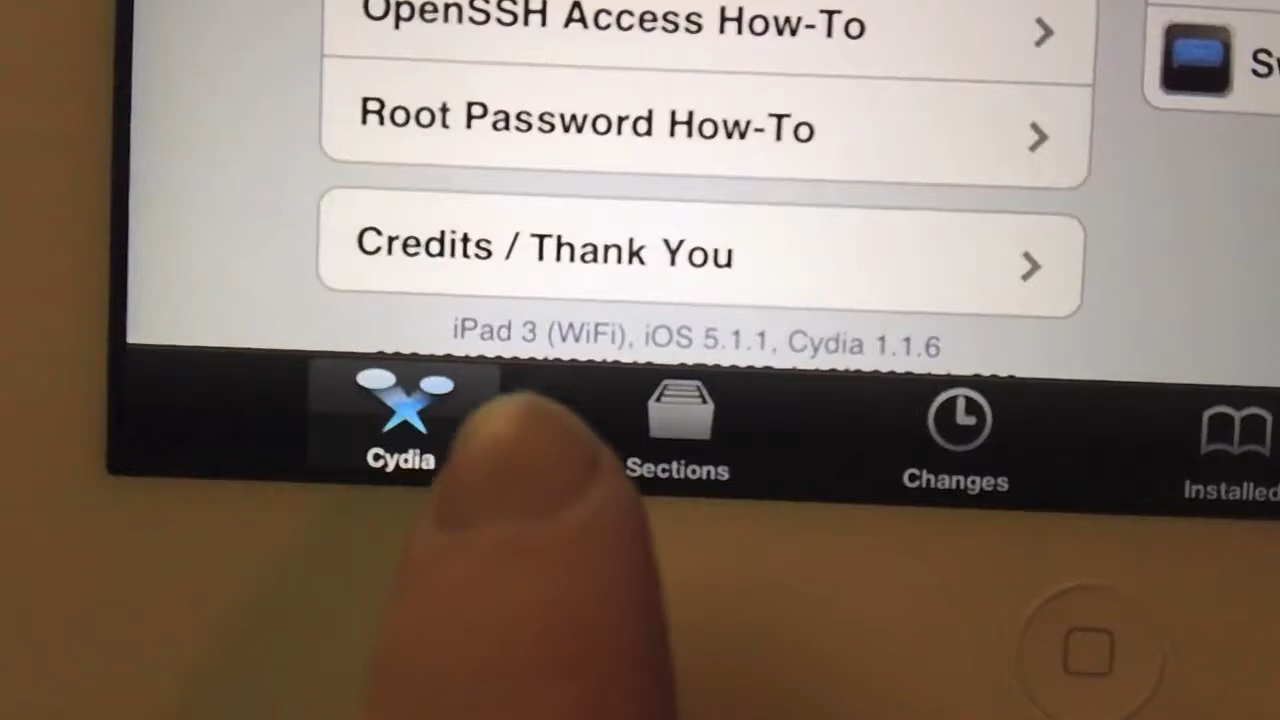 OpenSSH Access How-To
Root Password How-To
Credits / Thank You
iPad 3 (WiFi), iOS 5.1.1, Cydia 1.1.6
Cydia
Sections
Changes
Installed